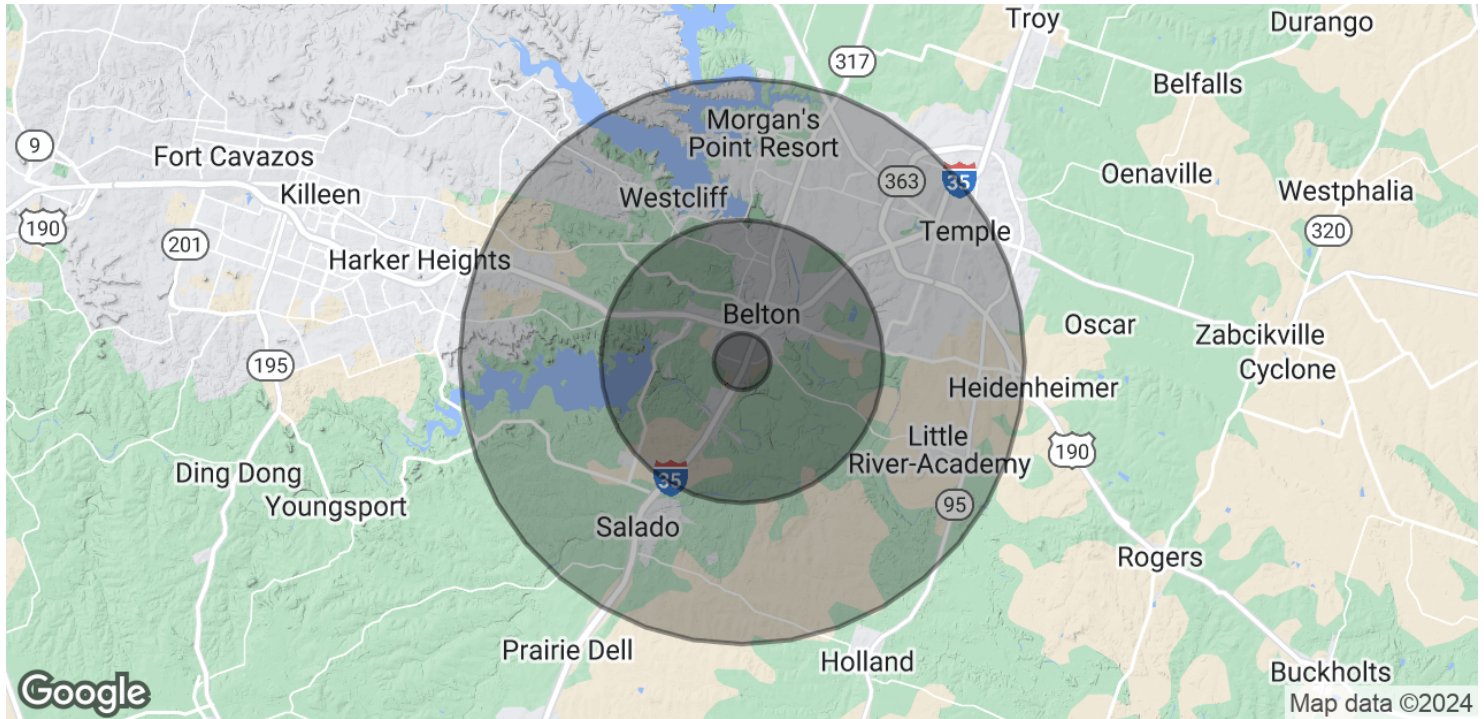 Troy
Durango
317
Belfalls
Morgan's
Point Resort
9
Fort Cavazos
Killeen
363
35
Oenaville
Westphalia
Westcliff
190
201
320
Temple
Harker Heights
Belton
Oscar
Zabcikville
195
Cyclone
Heidenheimer
Little
River-Academy
190
Ding Dong
35
Youngsport
95
Salado
Rogers
Prairie Dell
Holland
Buckholts
Google
Map data ©2024